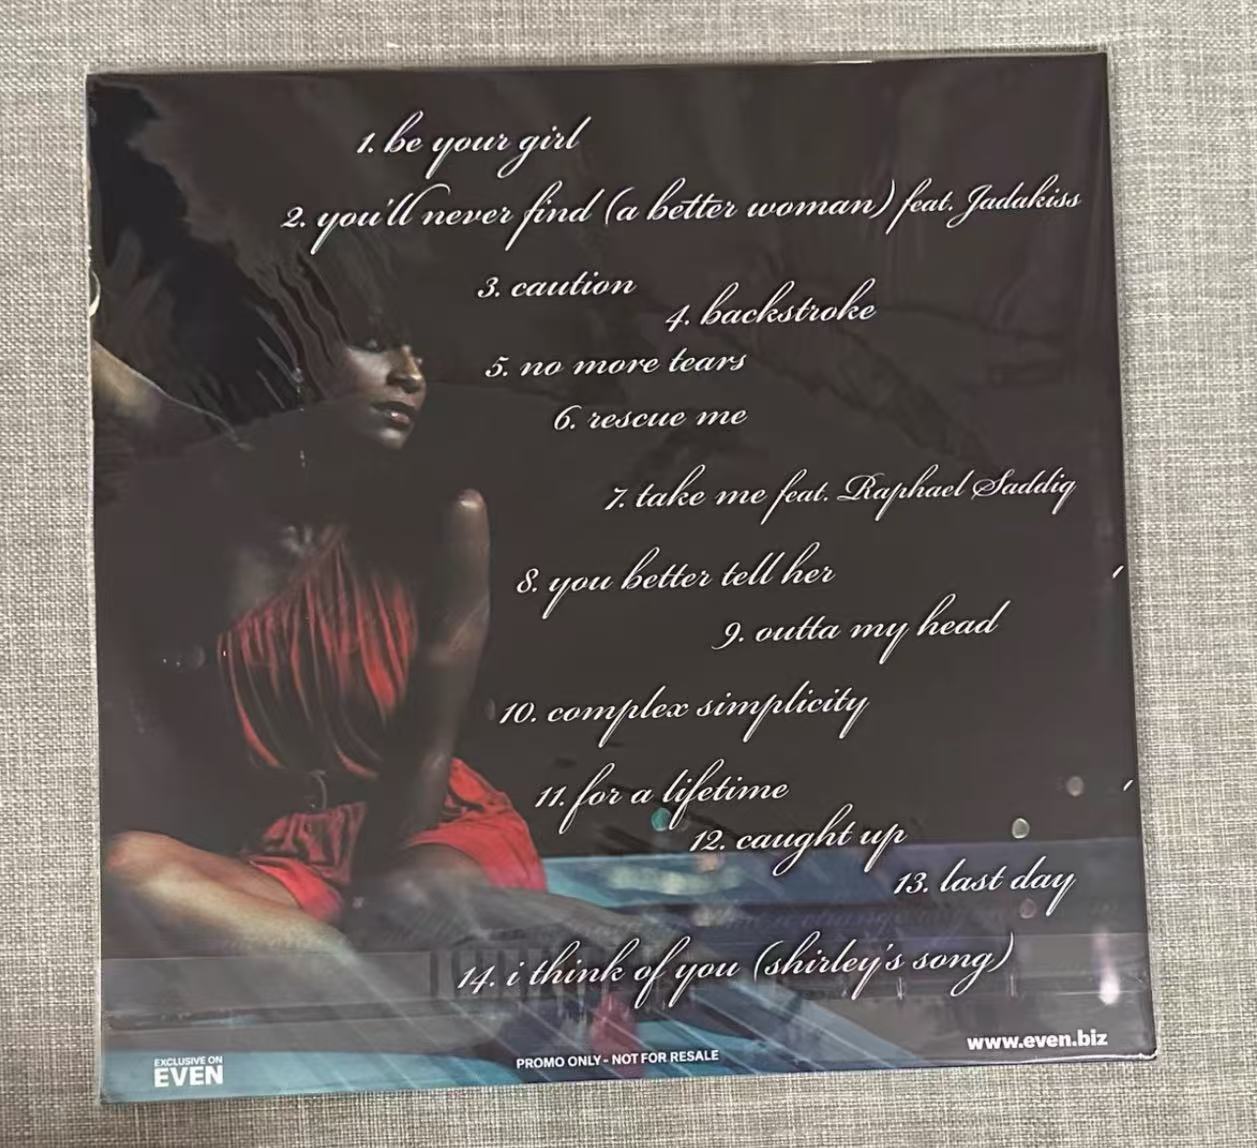 1. be your girl
2. you'll never find (a better woman) feat. Jadakiss
3. caution
4. backstroke
5. no more tears
6. rescue me
7. take me feat. Raphael Saddiq
8. you better tell her
9. outta my head
10. complex simplicity
11. for a lifetime
12. caught up
13. last day
14. i think of you (shirley's song)
www.even.biz
EXCLUSIVE ON
EVEN
PROMO ONLY - NOT FOR RESALE